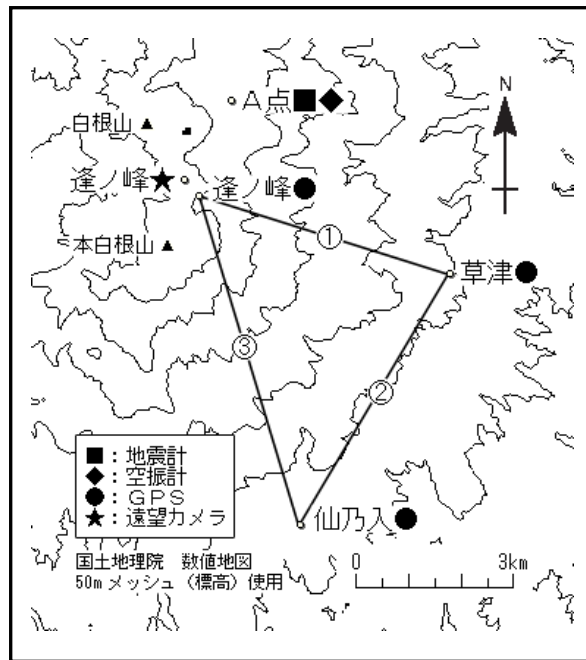 N
A点■◆
白根山▲
逢ノ峰★
逢ノ峰●
①
本白根山▲
草津●
③
②
■:地震計
◆:空振計
●:GPS
★:遠望カメラ
仙乃入●
国土地理院 数値地図
50mメッシュ(標高)使用
0 3km